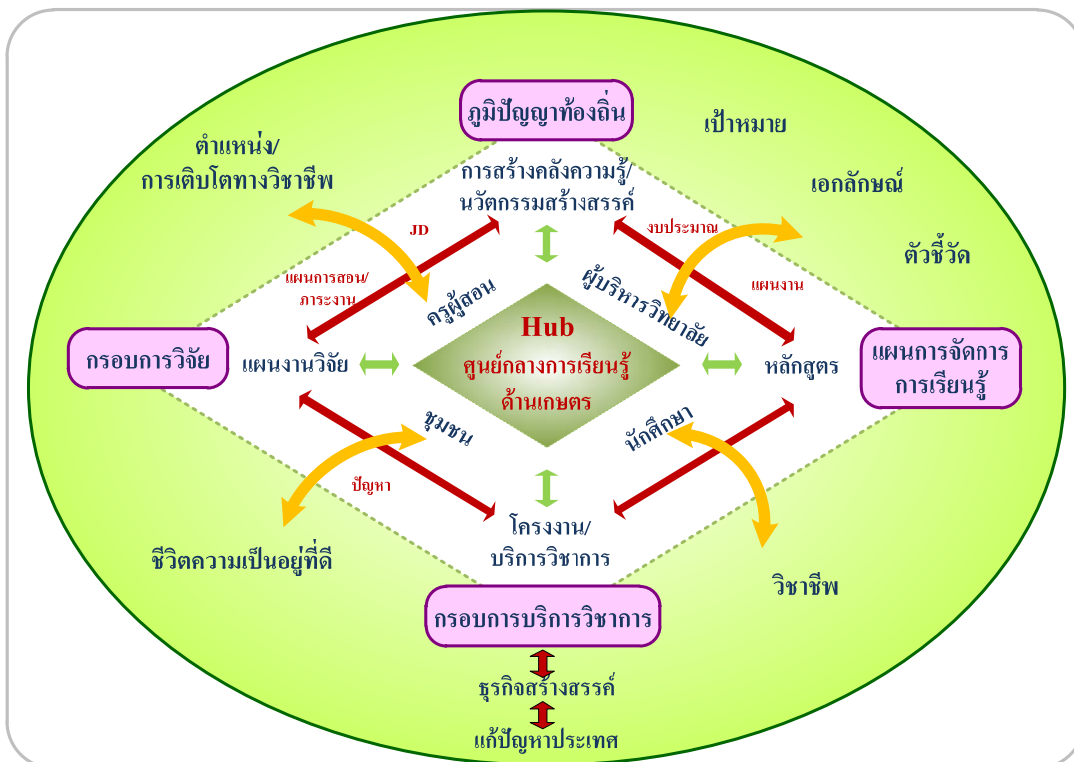 ภูมิปัญญาท้องถิ่น
เป้าหมาย
ตำแหน่ง/
การเติบโตทางวิชาชีพ
การสร้างคลังความรู้/
นวัตกรรมสร้างสรรค์
เอกลักษณ์
JD
งบประมาณ
ตัวชี้วัด
แผนการสอน/
ภาระงาน
ครูผู้สอน
ผู้บริหารวิทยาลัย
แผนงาน
กรอบการวิจัย
แผนงานวิจัย
Hub
ศูนย์กลางการเรียนรู้
ด้านเกษตร
หลักสูตร
แผนการจัดการ
การเรียนรู้
ชุมชน
นักศึกษา
ปัญหา
โครงงาน/
บริการวิชาการ
ชีวิตความเป็นอยู่ที่ดี
วิชาชีพ
กรอบการบริการวิชาการ
ธุรกิจสร้างสรรค์
แก้ปัญหาประเทศ